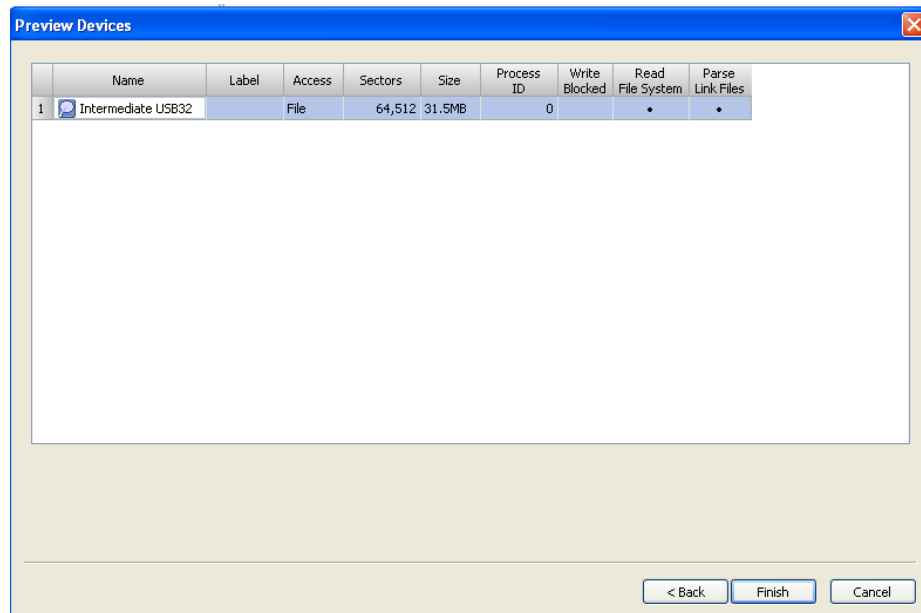 Preview Devices
Name Label Access Sectors Size Process ID Write Blocked Read File System Parse Link Files
1 Intermediate USB32 File 64,512 31.5MB 0 • •
< Back Finish Cancel